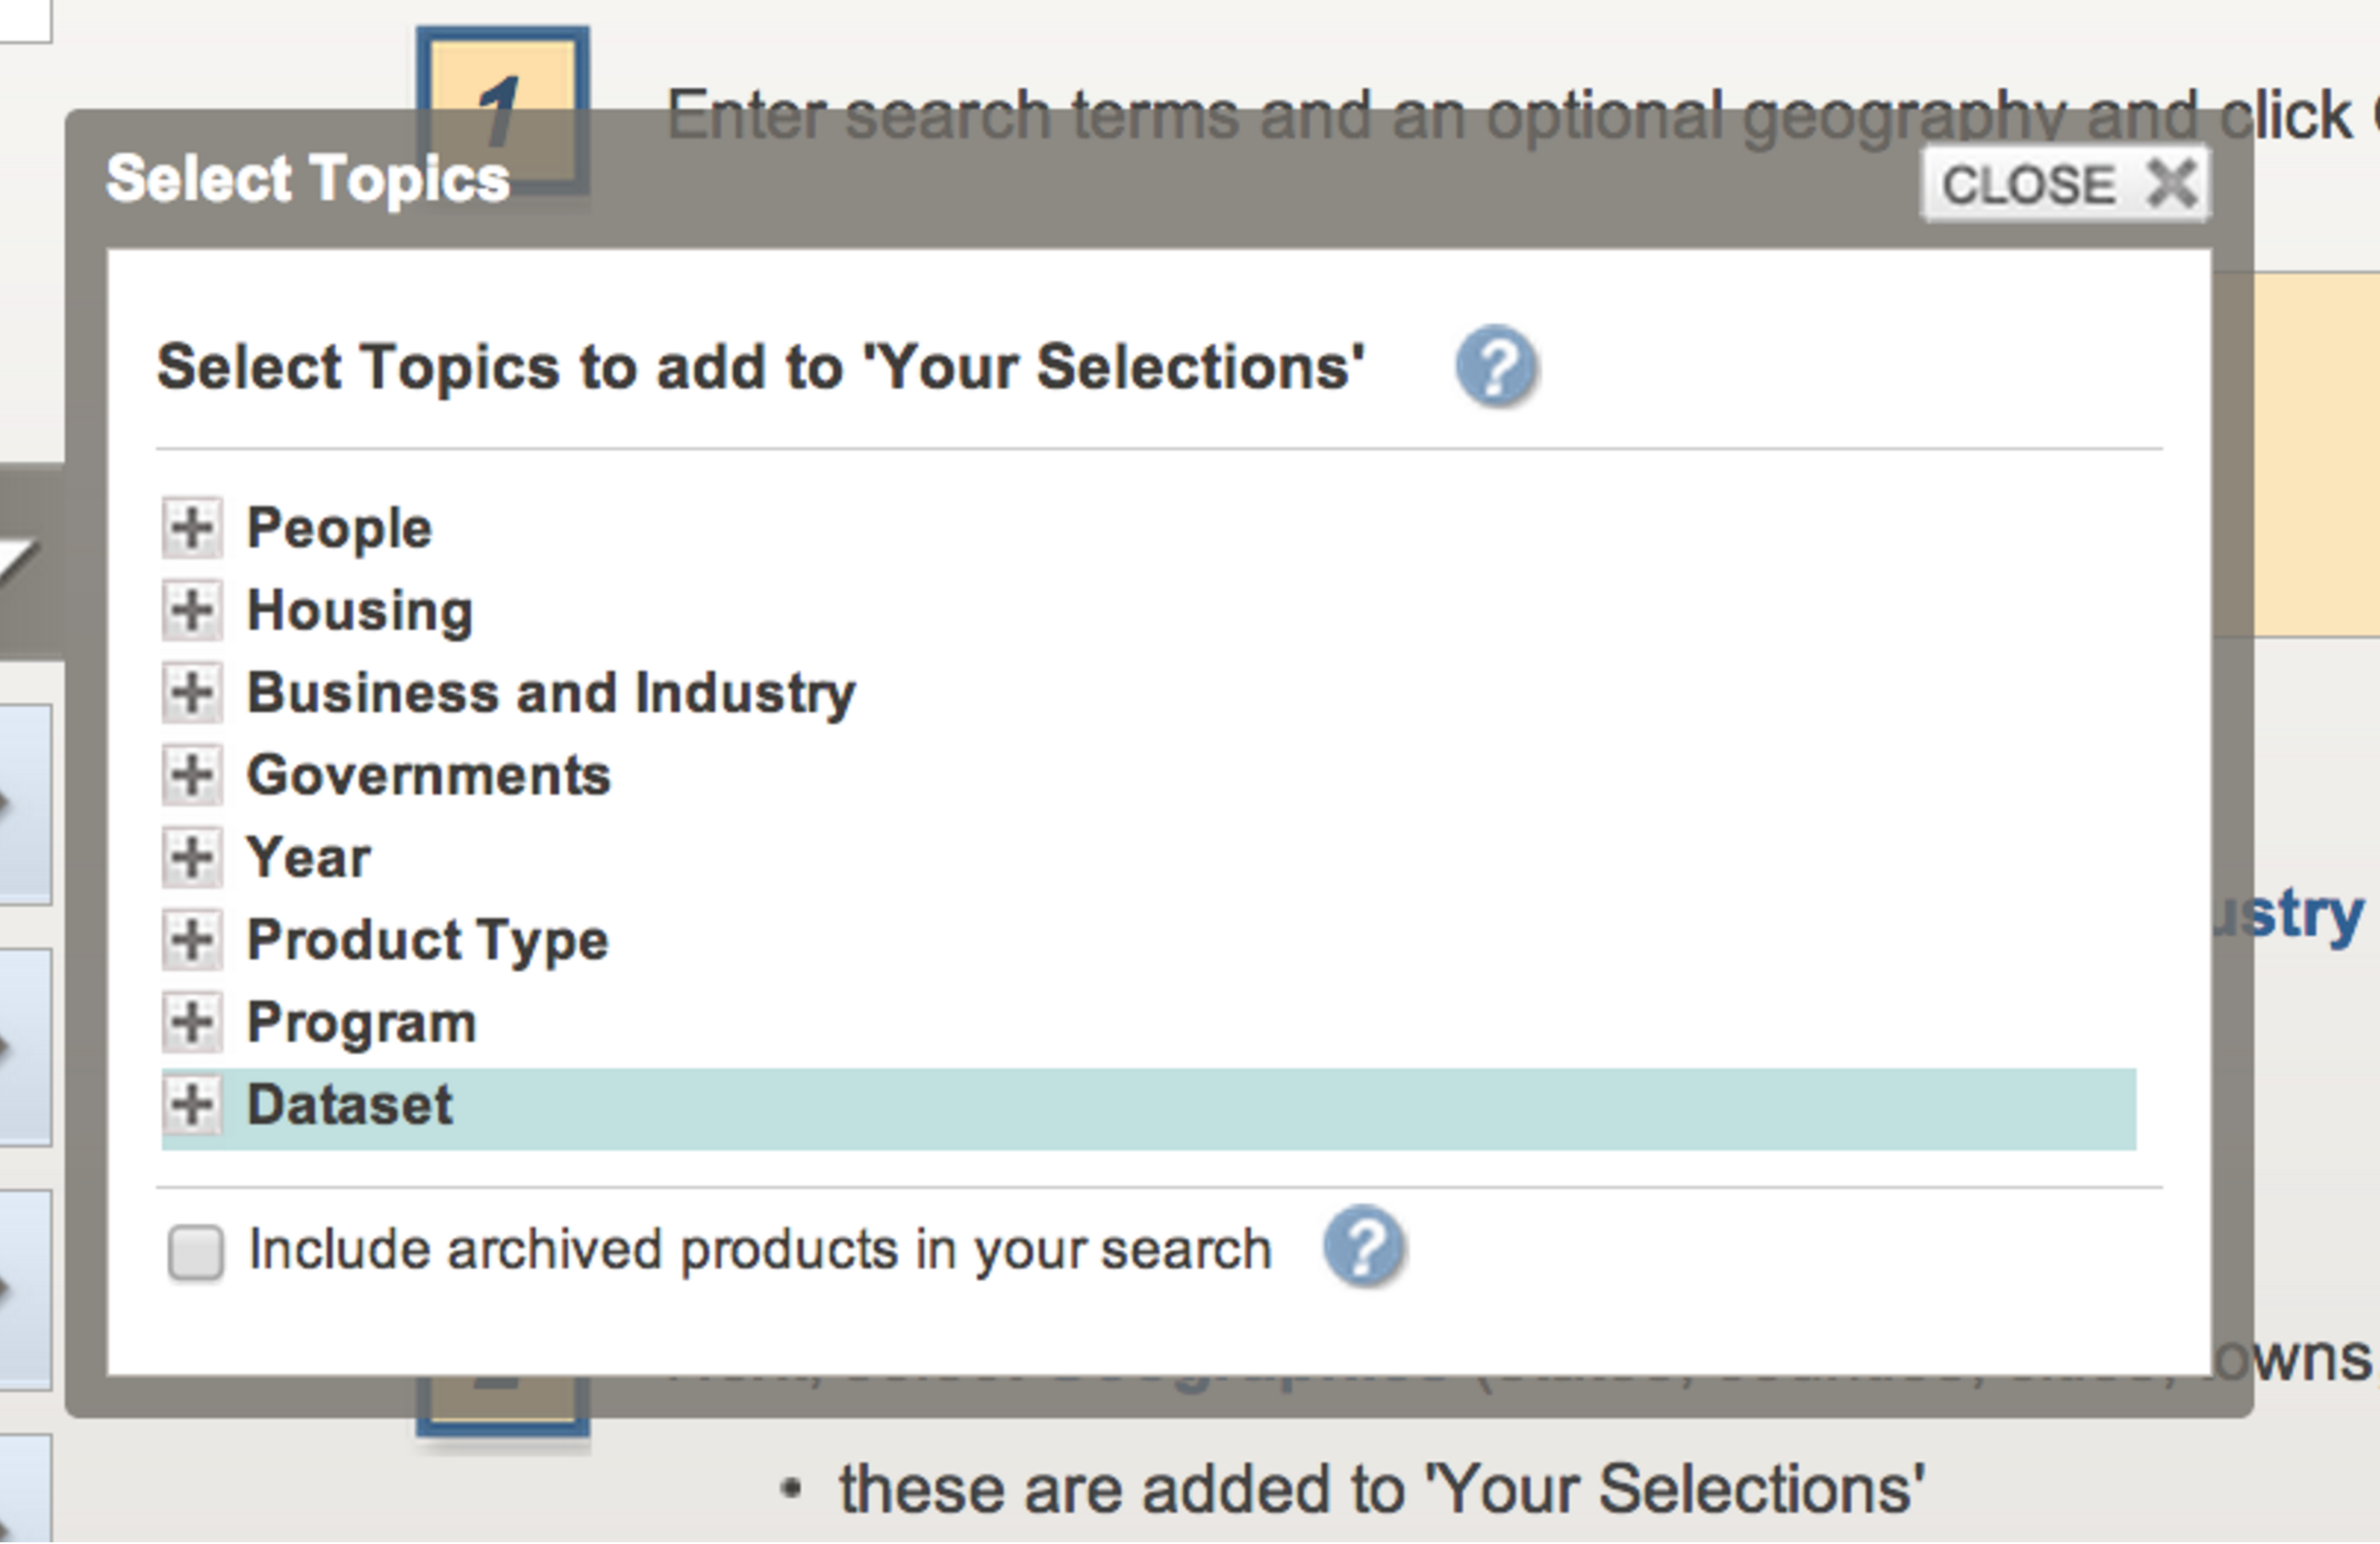 1
Enter search terms and an optional geography and click
Select Topics
CLOSE
Select Topics to add to 'Your Selections'
People
Housing
Business and Industry
Governments
Year
Product Type
Program
Dataset
ustry
Include archived products in your search
owns
• these are added to 'Your Selections'